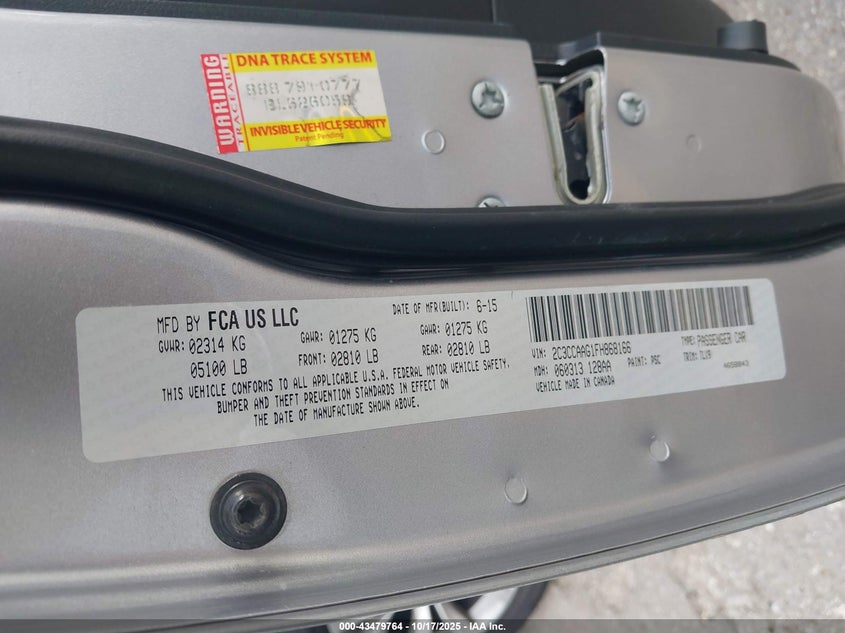 WARNING
TRACEABLE
DNA TRACE SYSTEM
INVISIBLE VEHICLE SECURITY
Patent Pending
MFD BY FCA US LLC
DATE OF MFR(BUILT): 6-15
GVWR: 02314 KG
GAWR: 01275 KG
GAWR: 01275 KG
05100 LB
FRONT: 02810 LB
REAR: 02810 LB
THIS VEHICLE CONFORMS TO ALL APPLICABLE U.S.A. FEDERAL MOTOR VEHICLE SAFETY,
BUMPER AND THEFT PREVENTION STANDARDS IN EFFECT ON
THE DATE OF MANUFACTURE SHOWN ABOVE.
VIN: 2C3CCAAG1FH868166
TYPE: PASSENGER CAR
MDH: 060313 128AA
PAINT: PSC
TRIM: TLX9
VEHICLE MADE IN CANADA
000-43479764 - 10/17/2025 - IAA, Inc.